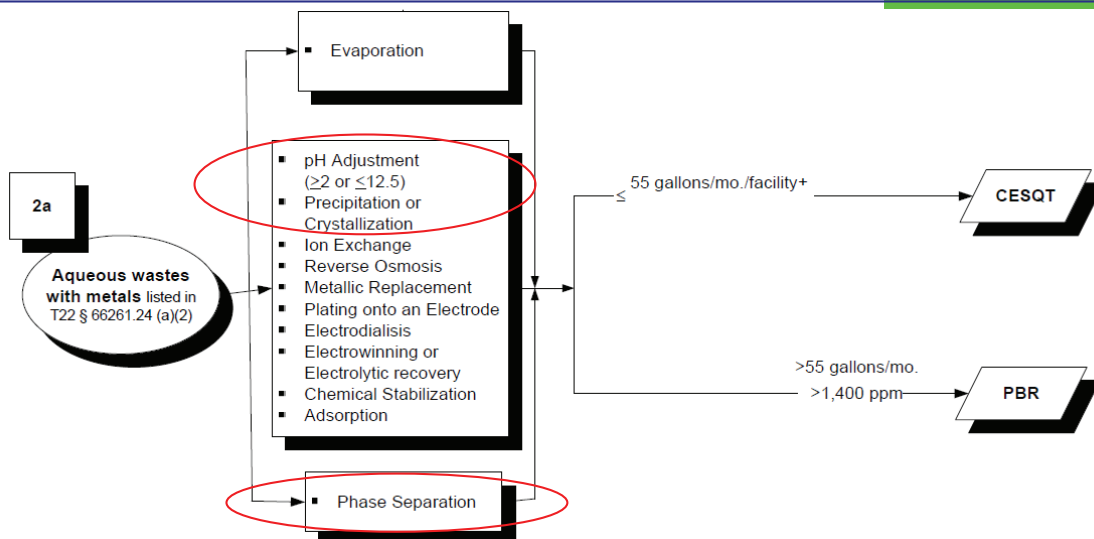 Evaporation
pH Adjustment
(≥2 or ≤12.5)
Precipitation or
Crystallization
Ion Exchange
Reverse Osmosis
Metallic Replacement
Plating onto an Electrode
Electrodialisis
Electrowinning or
Electrolytic recovery
Chemical Stabilization
Adsorption
Phase Separation
2a
Aqueous wastes
with metals listed in
T22 § 66261.24 (a)(2)
≤ 55 gallons/mo./facility+
CESQT
>55 gallons/mo.
>1,400 ppm
PBR